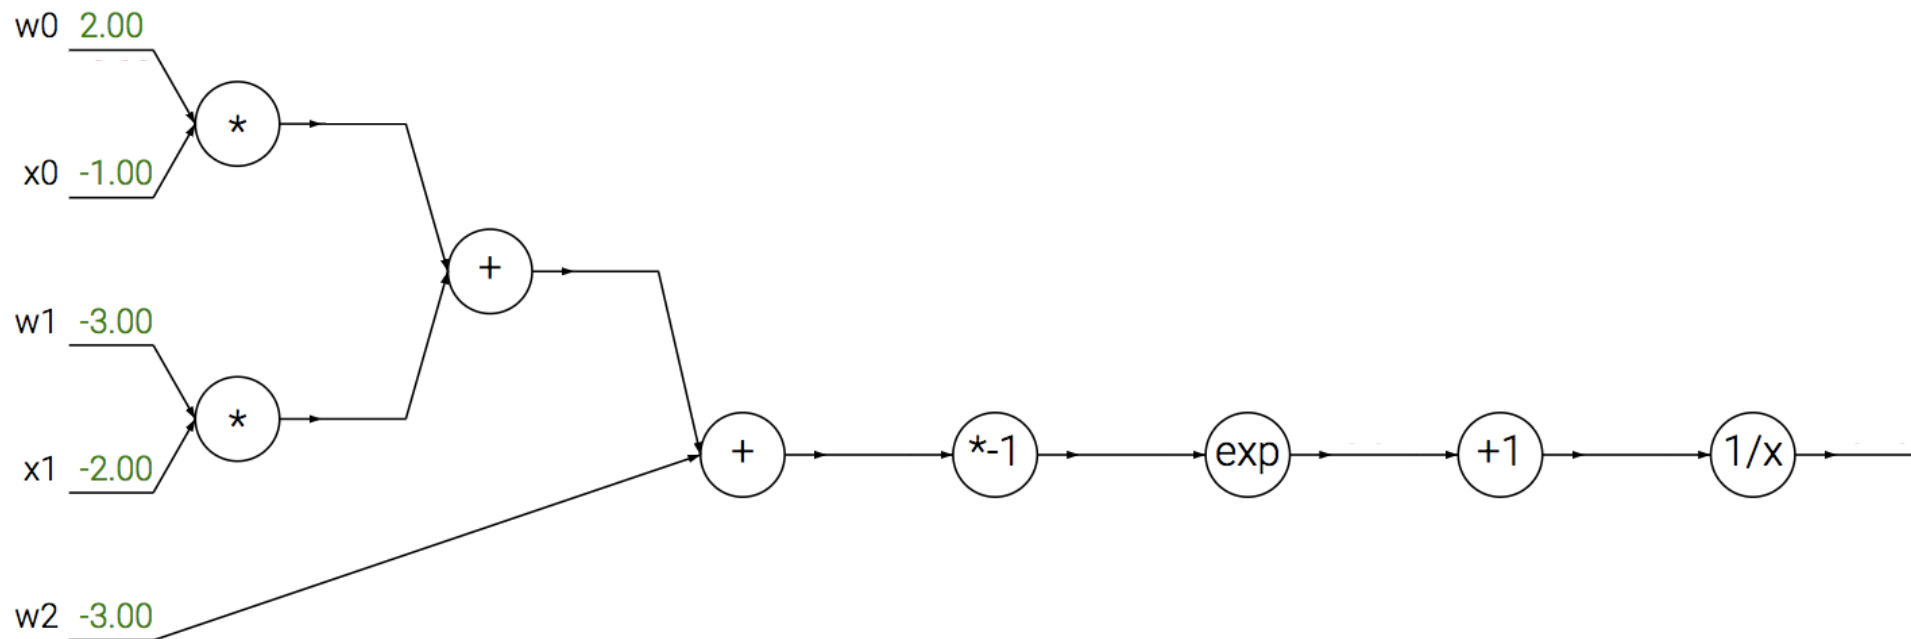 w0 2.00
*
x0 -1.00
+
w1 -3.00
*
x1 -2.00
+ *-1 exp +1 1/x
w2 -3.00